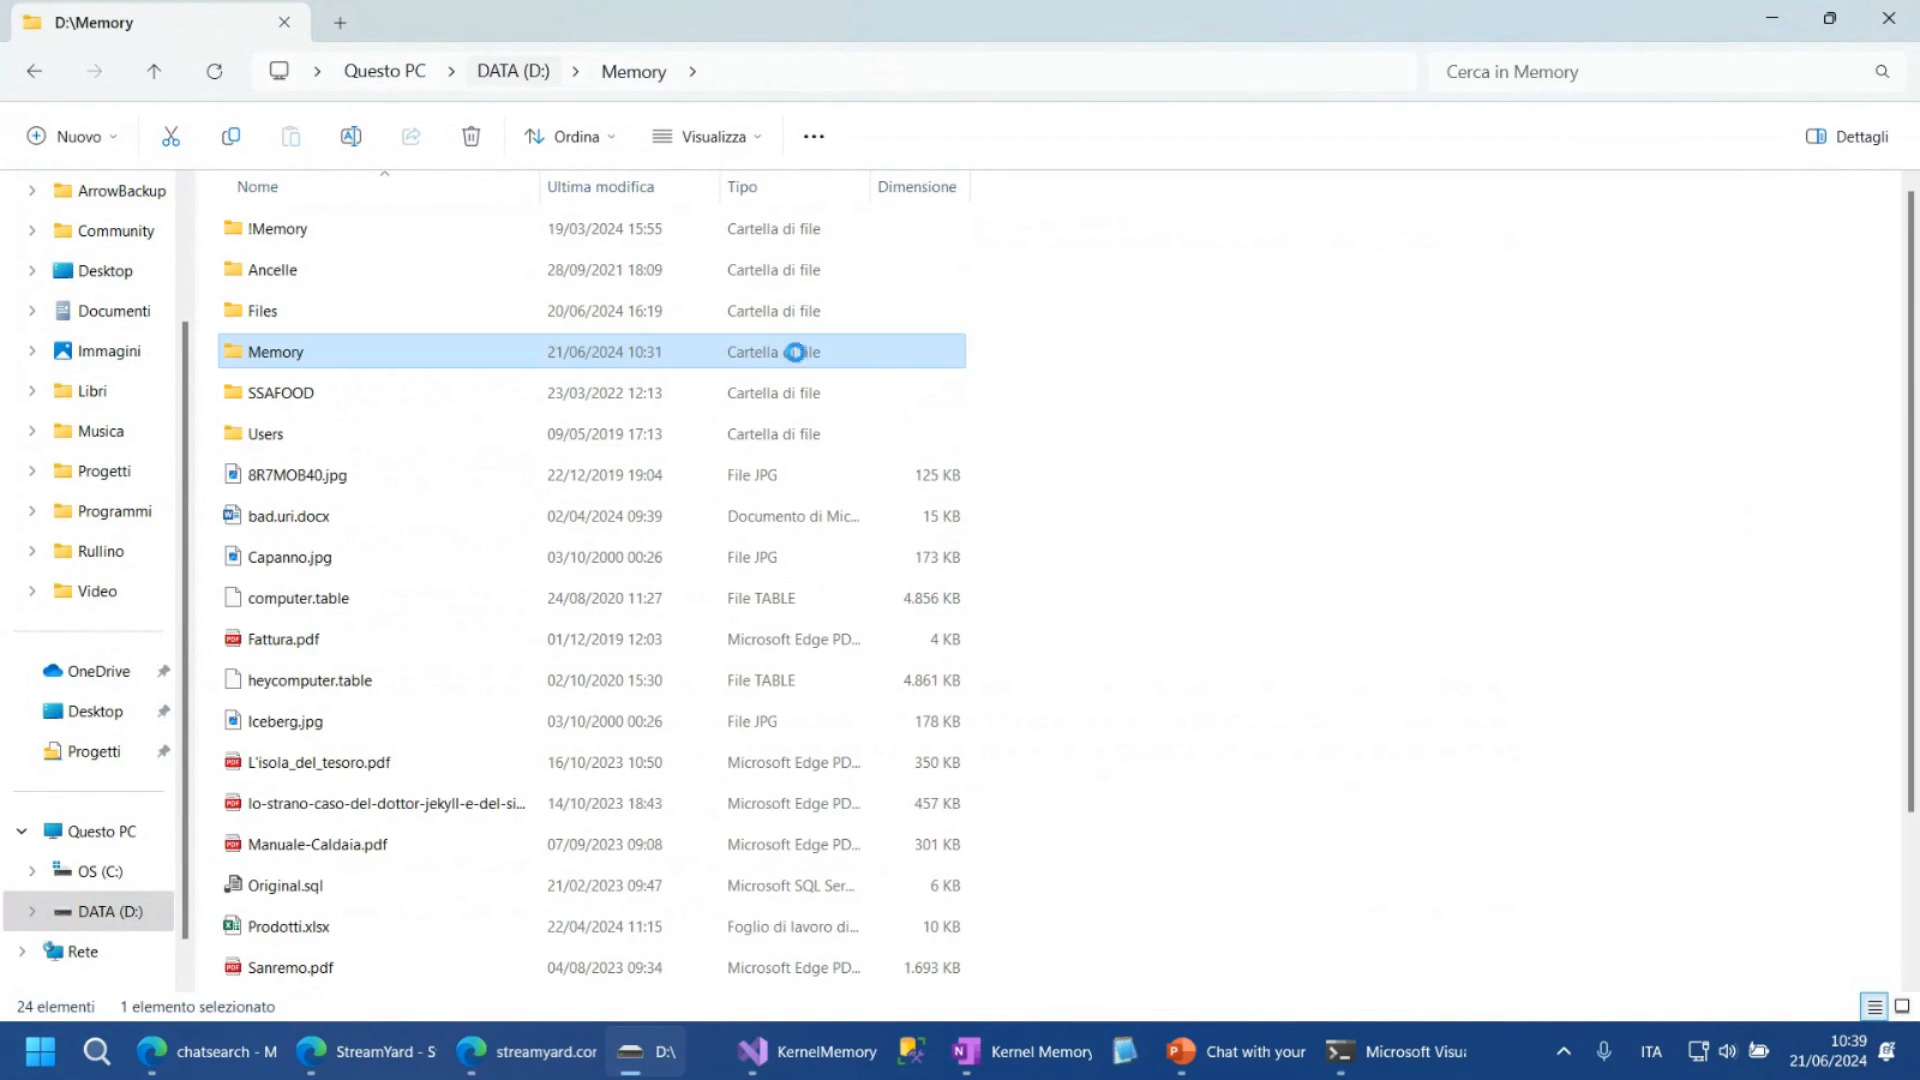 D:\Memory
Questo PC
DATA (D:)
Memory
Cerca in Memory
Nuovo
Ordina
Visualizza
Dettagli
ArrowBackup
Community
Desktop
Documenti
Immagini
Libri
Musica
Progetti
Programmi
Rullino
Video
OneDrive
Desktop
Progetti
Questo PC
OS (C:)
DATA (D:)
Rete
Nome Ultima modifica Tipo Dimensione
!Memory 19/03/2024 15:55 Cartella di file
Ancelle 28/09/2021 18:09 Cartella di file
Files 20/06/2024 16:19 Cartella di file
Memory 21/06/2024 10:31 Cartella
SSAFOOD 23/03/2022 12:13 Cartella di file
Users 09/05/2019 17:13 Cartella di file
8R7MOB40.jpg 22/12/2019 19:04 File JPG 125 KB
bad.uri.docx 02/04/2024 09:39 Documento di Mic... 15 KB
Capanno.jpg 03/10/2000 00:26 File JPG 173 KB
computer.table 24/08/2020 11:27 File TABLE 4.856 KB
Fattura.pdf 01/12/2019 12:03 Microsoft Edge PD... 4 KB
heycomputer.table 02/10/2020 15:30 File TABLE 4.861 KB
Iceberg.jpg 03/10/2000 00:26 File JPG 178 KB
L'isola_del_tesoro.pdf 16/10/2023 10:50 Microsoft Edge PD... 350 KB
lo-strano-caso-del-dottor-jekyll-e-del-si... 14/10/2023 18:43 Microsoft Edge PD... 457 KB
Manuale-Caldaia.pdf 07/09/2023 09:08 Microsoft Edge PD... 301 KB
Original.sql 21/02/2023 09:47 Microsoft SQL Ser... 6 KB
Prodotti.xlsx 22/04/2024 11:15 Foglio di lavoro di... 10 KB
Sanremo.pdf 04/08/2023 09:34 Microsoft Edge PD... 1.693 KB
24 elementi 1 elemento selezionato
chatsearch - M
StreamYard - S
streamyard.cor
D:\
KernelMemory
Kernel Memory
Chat with your
Microsoft Visu
ITA
10:39
21/06/2024